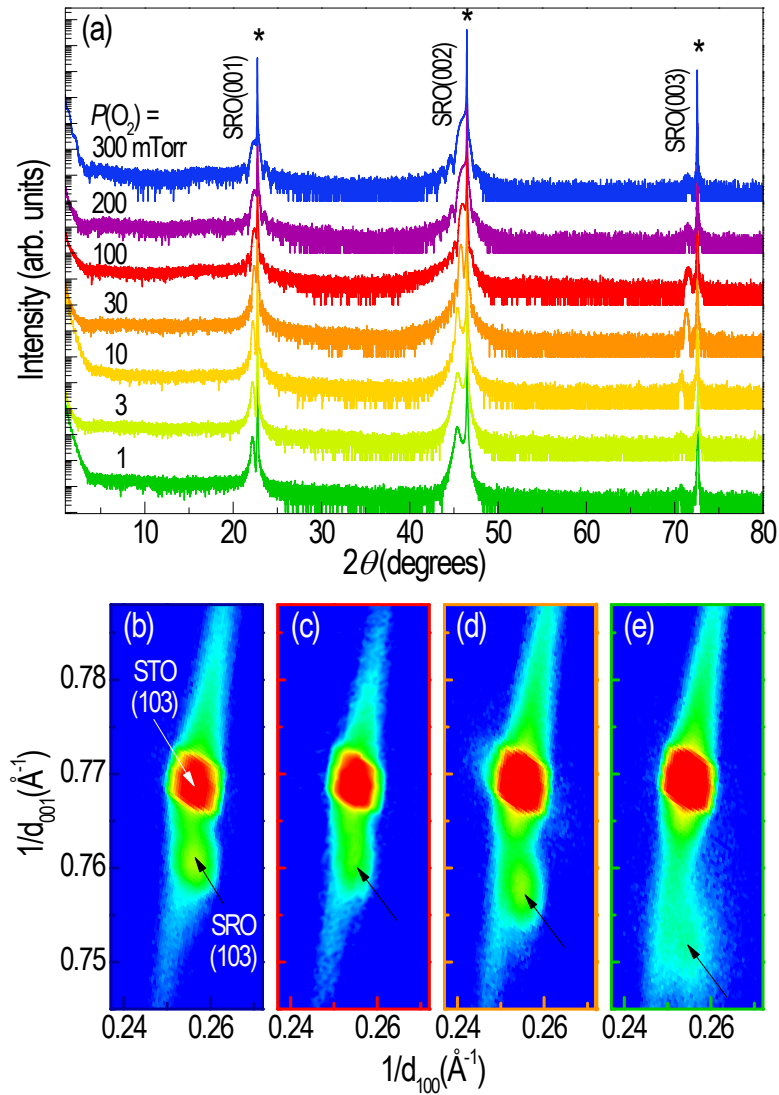 (a)
*
*
*
SRO(001)
SRO(002)
SRO(003)
P(O₂) =
300 mTorr
200
100
30
10
3
1
Intensity (arb. units)
10 20 30 40 50 60 70 80
2θ(degrees)
(b) (c) (d) (e)
STO
(103)
SRO
(103)
0.78
0.77
0.76
0.75
1/d₀₀₁(Å⁻¹)
0.24 0.26 0.24 0.26 0.24 0.26 0.24 0.26
1/d₁₀₀(Å⁻¹)